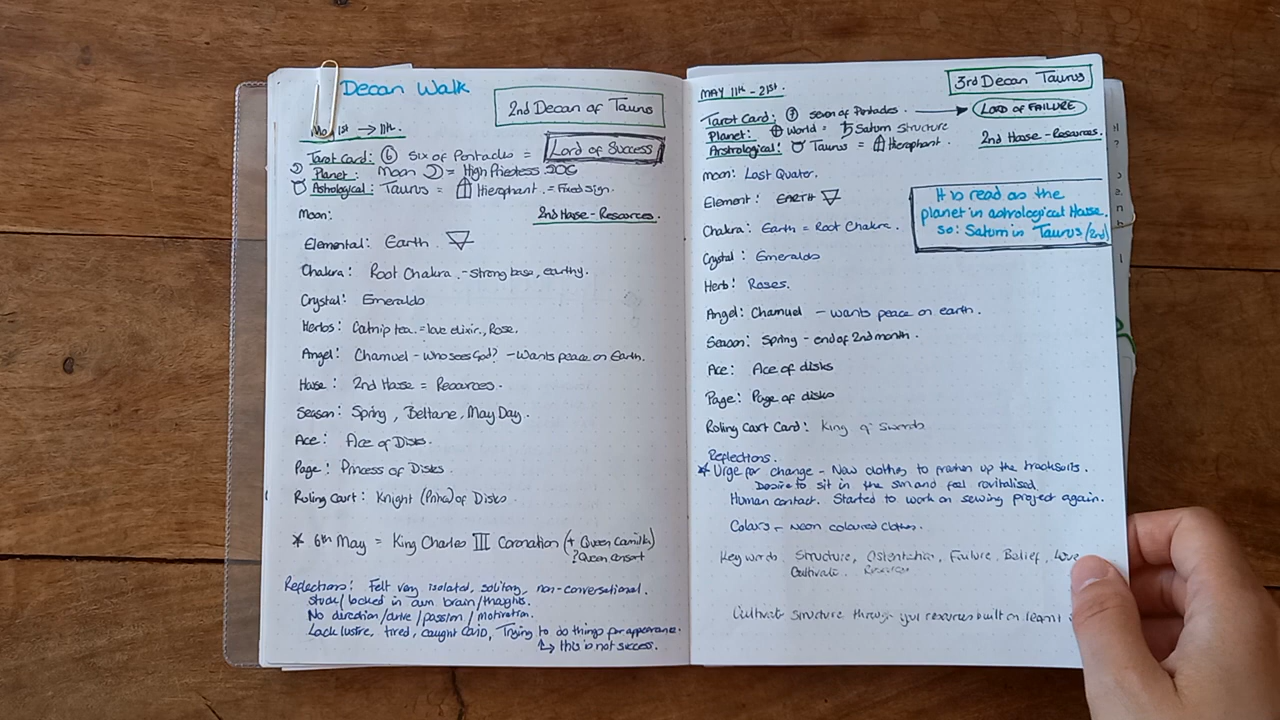 Decan Walk
2nd Decan of Taurus
May 1st → 11th.
Tarot Card: ⑥ Six of Pentacles = Lord of Success
☽ Planet: Moon ☽ = High Priestess
♉ Astrological: Taurus = Hierophant. = Fixed sign.
Moon:
2nd House - Resources.
Elemental: Earth
Chakra: Root Chakra. - Strong base, earthy.
Crystal: Emeralds
Herbs: Catnip tea. = love elixir., Rose.
Angel: Chamuel - Who sees God? - Wants peace on Earth.
House: 2nd House = Resources.
Season: Spring, Beltane, May Day.
Ace: Ace of Disks.
Page: Princess of Disks.
Roling Court: Knight (Prince) of Disks
* 6th May = King Charles III Coronation (+ Queen Camilla)
? Queen consort
Reflections: Felt very isolated, solitary, non-conversational.
Stuck/locked in own brain/thoughts.
No direction/drive/passion/motivation.
Lack lustre, tired, caught Covid, Trying to do things for appearance.
↳ this is not success.
MAY 11th - 21st.
3rd Decan Taurus
Tarot Card: ⑦ Seven of Pentacles. → LORD OF FAILURE
Planet: World = ♄ Saturn Structure
Arstrological: ♉ Taurus = Hierophant.
2nd House - Resources.
Moon: Last Quater.
Element: EARTH
It is read as the
planet in astrological House.
so: Saturn in Taurus/(2nd)
Chakra: Earth = Root Chakra.
Crystal: Emeralds
Herb: Roses.
Angel: Chamuel - wants peace on earth.
Season: Spring - end of 2nd month.
Ace: Ace of disks
Page: Page of disks
Roling Court Card: King of Swords
Reflections.
* Urge for change - New clothes to freshen up the tracksuits.
Desire to sit in the sun and feel revitalised.
Human contact. Started to work on sewing project again.
Colours - Neon coloured clothes.
Key words Structure, Ostentation, Failure, Belief, Love
Cultivate.
Cultivate structure through your resources built on